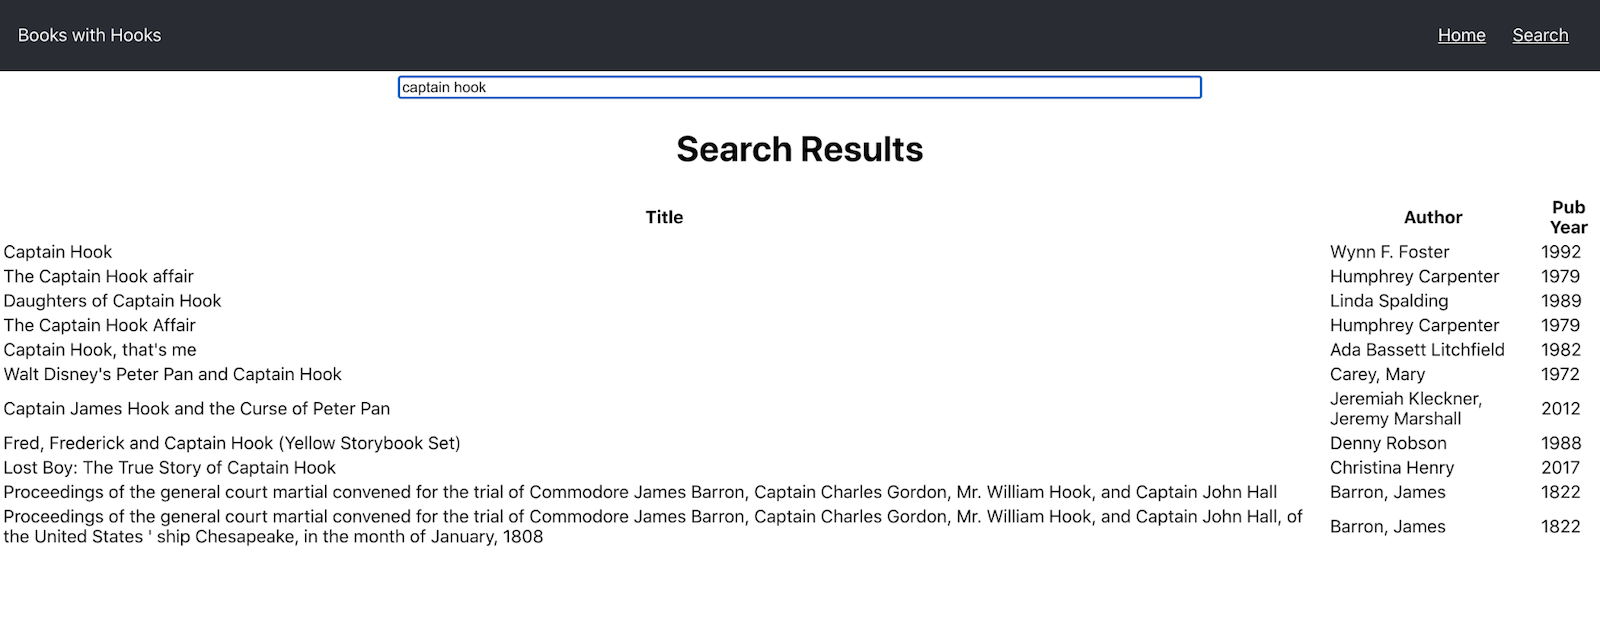 Books with Hooks Home Search
captain hook
Search Results
Title Author Pub Year
Captain Hook Wynn F. Foster 1992
The Captain Hook affair Humphrey Carpenter 1979
Daughters of Captain Hook Linda Spalding 1989
The Captain Hook Affair Humphrey Carpenter 1979
Captain Hook, that's me Ada Bassett Litchfield 1982
Walt Disney's Peter Pan and Captain Hook Carey, Mary 1972
Captain James Hook and the Curse of Peter Pan Jeremiah Kleckner, Jeremy Marshall 2012
Fred, Frederick and Captain Hook (Yellow Storybook Set) Denny Robson 1988
Lost Boy: The True Story of Captain Hook Christina Henry 2017
Proceedings of the general court martial convened for the trial of Commodore James Barron, Captain Charles Gordon, Mr. William Hook, and Captain John Hall Barron, James 1822
Proceedings of the general court martial convened for the trial of Commodore James Barron, Captain Charles Gordon, Mr. William Hook, and Captain John Hall, of
the United States ' ship Chesapeake, in the month of January, 1808 Barron, James 1822